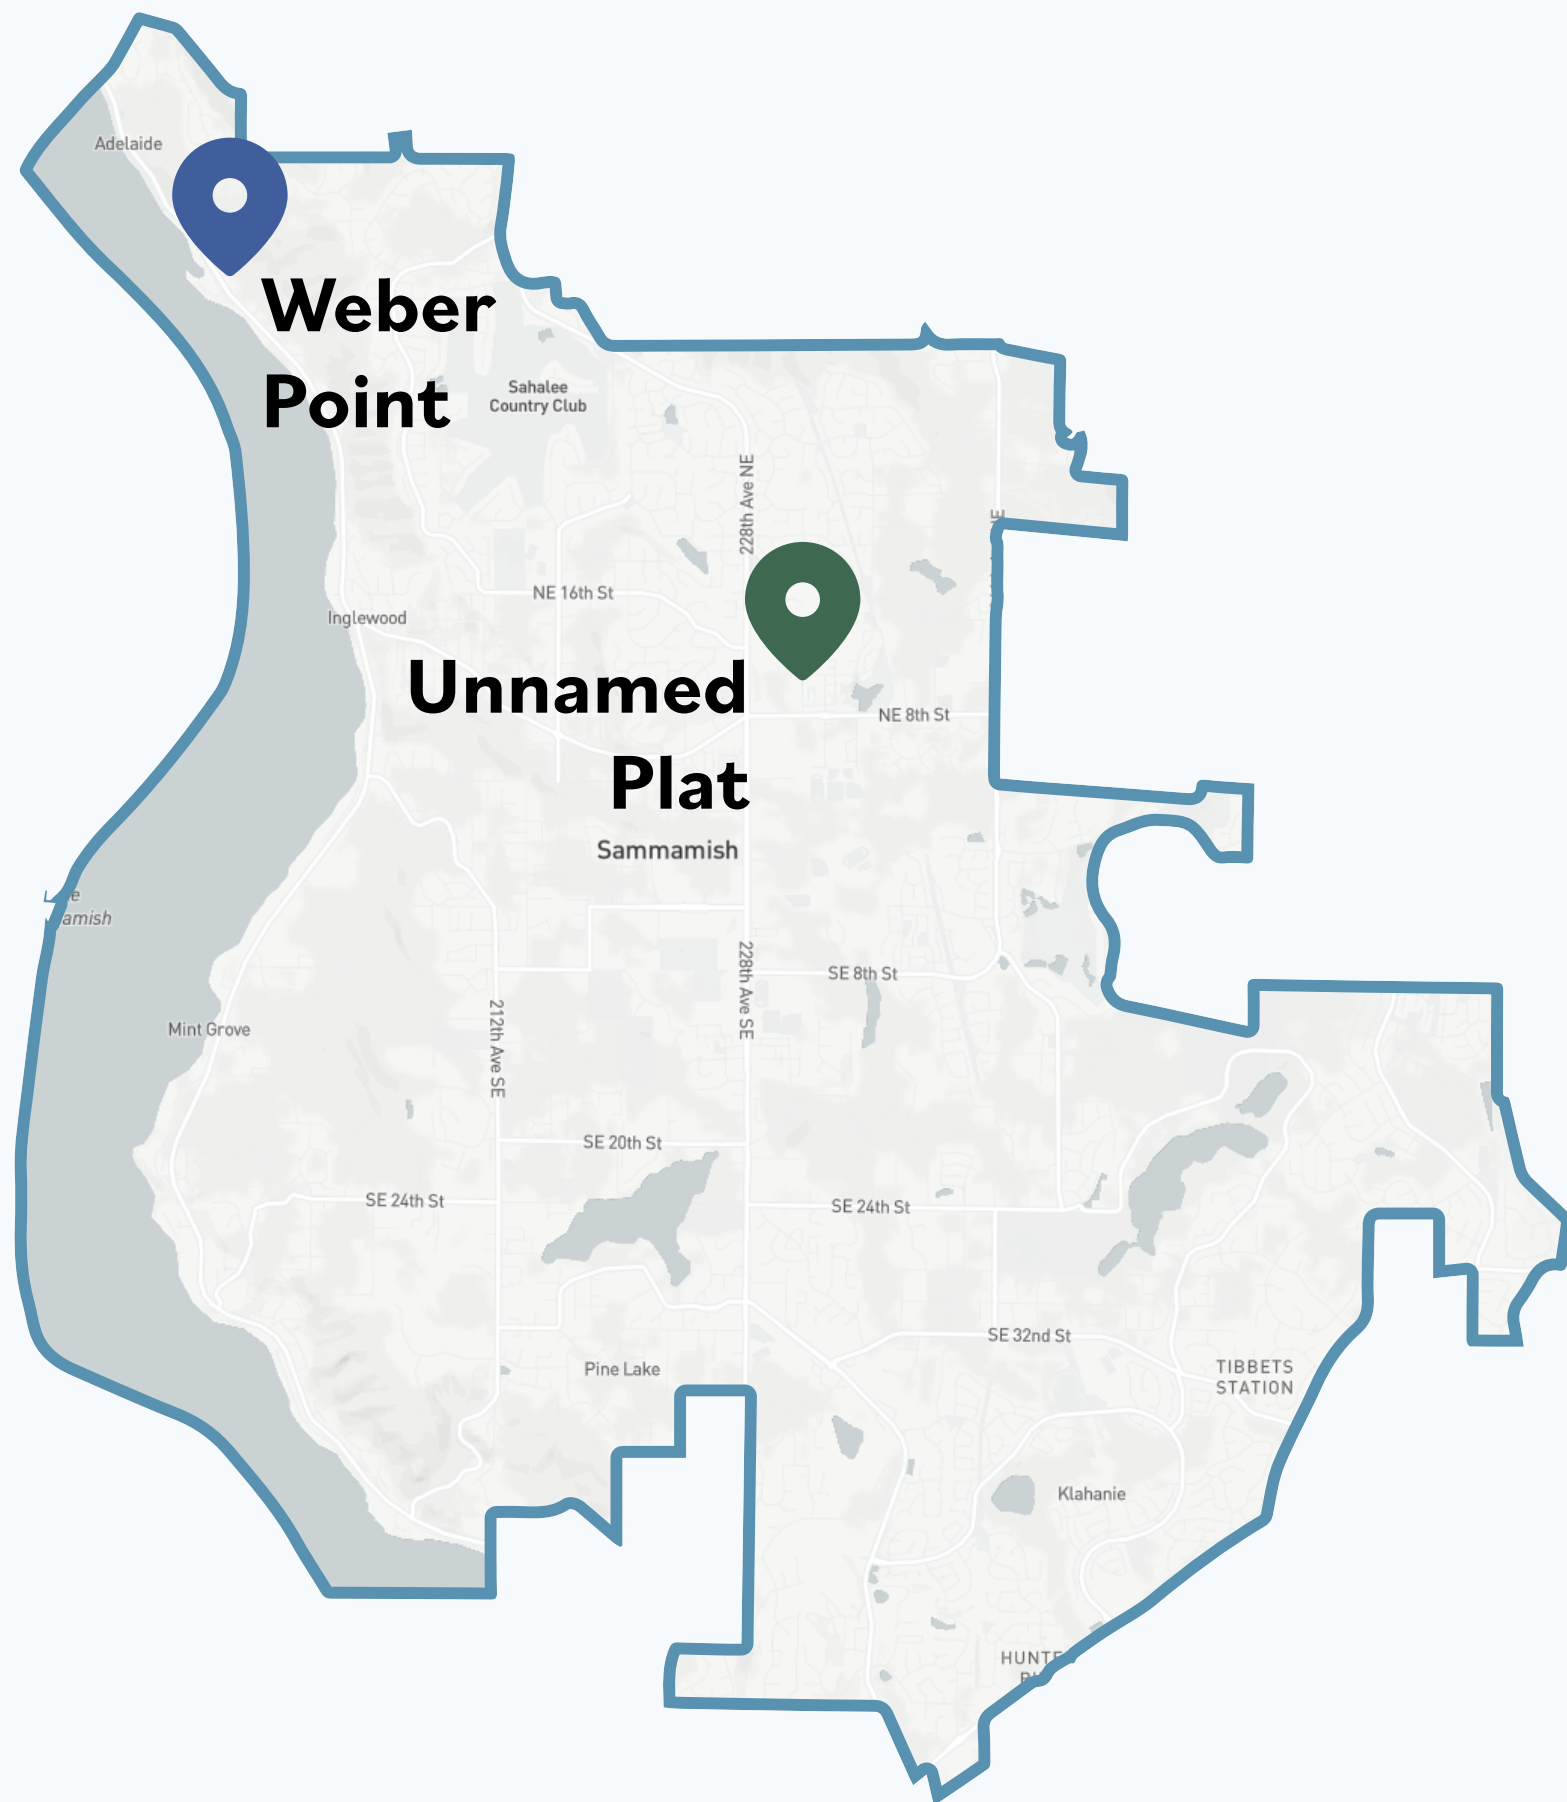 Adelaide
Weber
Point
Sahalee
Country Club
228th Ave NE
NE 16th St
Inglewood
Unnamed
Plat
NE 8th St
Sammamish
228th Ave SE
SE 8th St
212th Ave SE
Mint Grove
SE 20th St
SE 24th St
SE 24th St
SE 32nd St
Pine Lake
TIBBETS
STATION
Klahanie